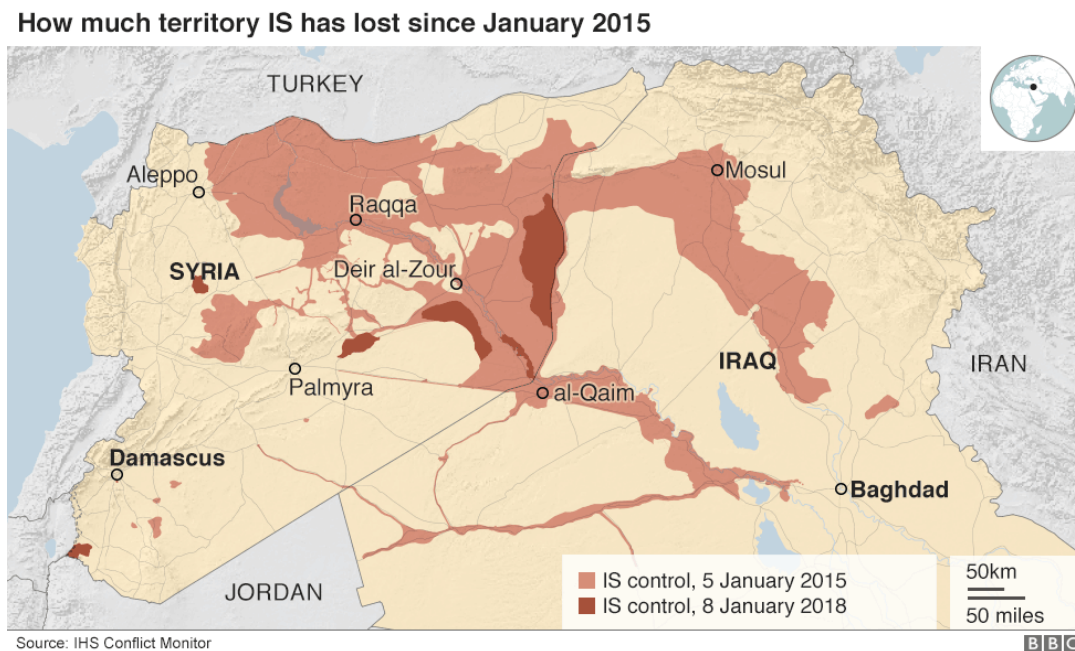 How much territory IS has lost since January 2015
TURKEY
Aleppo
Mosul
Raqqa
SYRIA
Deir al-Zour
IRAQ
IRAN
Palmyra
al-Qaim
Damascus
Baghdad
JORDAN
IS control, 5 January 2015
IS control, 8 January 2018
50km
50 miles
Source: IHS Conflict Monitor
BBC